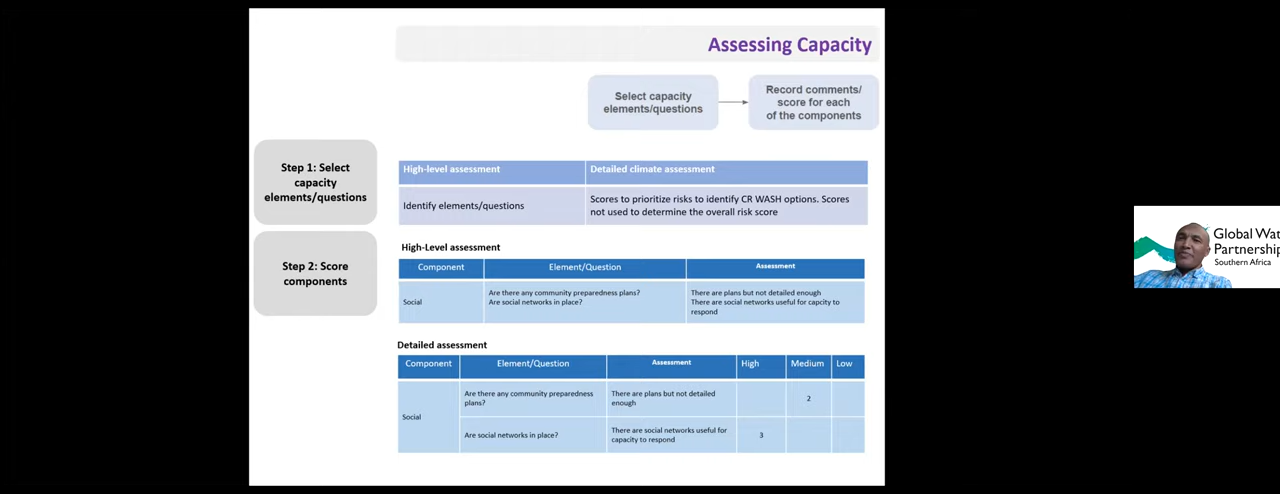 Assessing Capacity
Select capacity
elements/questions
Record comments/
score for each
of the components
Step 1: Select
capacity
elements/questions
Step 2: Score
components
High-level assessment
Detailed climate assessment
Identify elements/questions
Scores to prioritize risks to identify CR WASH options. Scores
not used to determine the overall risk score
High-Level assessment
Component
Element/Question
Assessment
Social
Are there any community preparedness plans?
Are social networks in place?
There are plans but not detailed enough
There are social networks useful for capcity to
respond
Detailed assessment
Component
Element/Question
Assessment
High
Medium
Low
Social
Are there any community preparedness
plans?
There are plans but not detailed
enough
2
Are social networks in place?
There are social networks useful for
capacity to respond
3
Global Wat
Partnership
Southern Africa